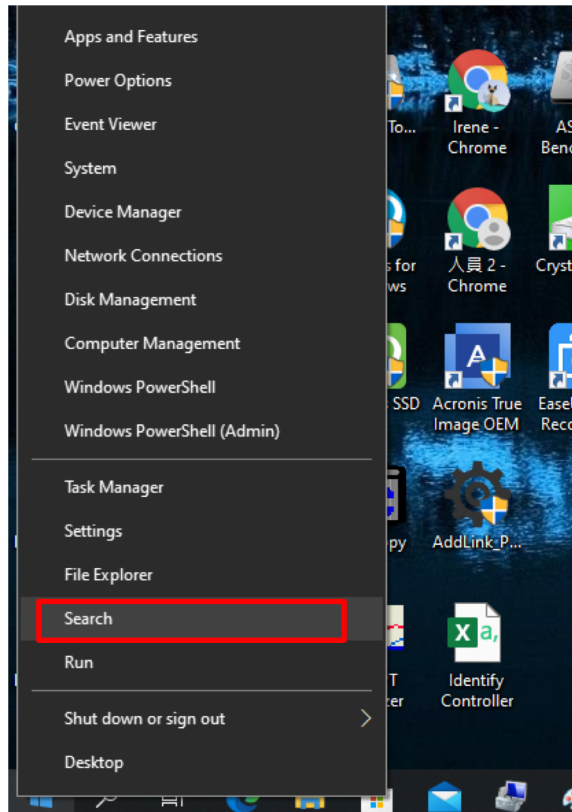 Apps and Features
Power Options
Event Viewer
System
Device Manager
Network Connections
Disk Management
Computer Management
Windows PowerShell
Windows PowerShell (Admin)
Task Manager
Settings
File Explorer
Search
Run
Shut down or sign out
Desktop
To...
Irene -
Chrome
for
人員 2 -
Chrome
SSD
Acronis True
Image OEM
A
AddLink_P...
X a,
Identify
Controller